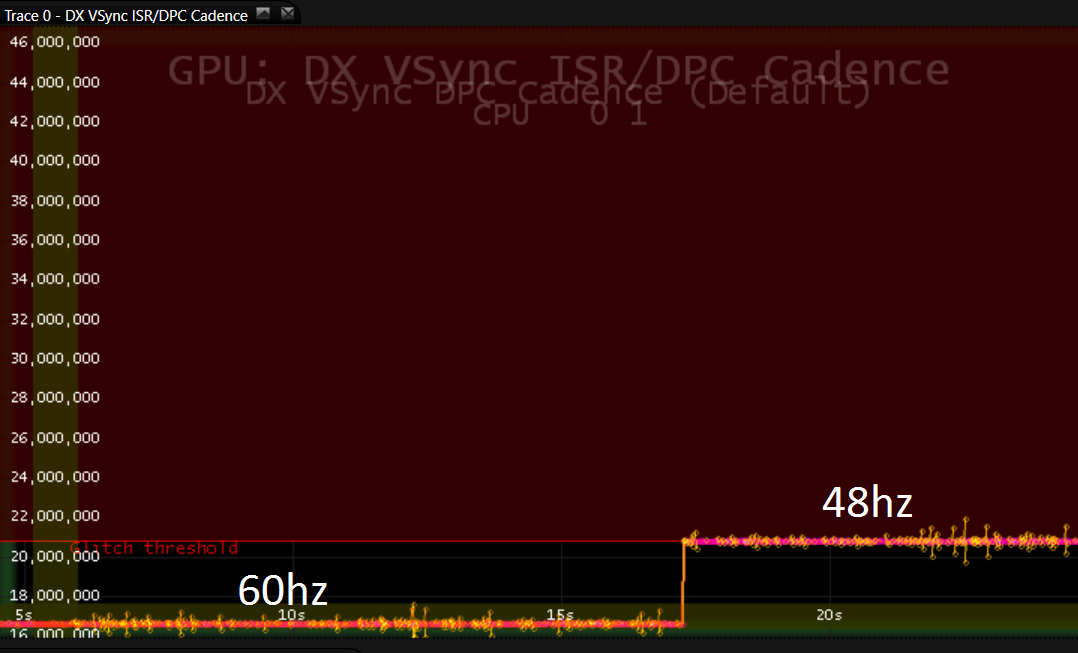 Trace 0 - DX VSync ISR/DPC Cadence
GPU: DX VSync ISR/DPC Cadence
DX VSync DPC Cadence (Default)
CPU 0 1
46,000,000
44,000,000
42,000,000
40,000,000
38,000,000
36,000,000
34,000,000
32,000,000
30,000,000
28,000,000
26,000,000
24,000,000
22,000,000
48hz
Glitch threshold
20,000,000
60hz
18,000,000
5s 10s 15s 20s
16,000,000